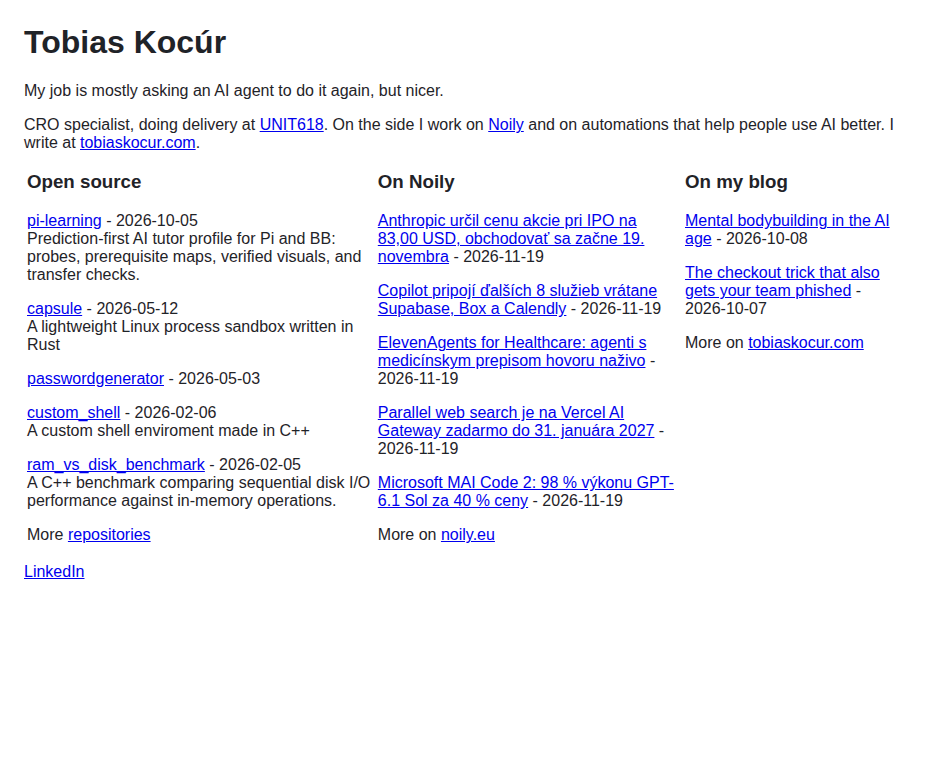 Tobias Kocúr
My job is mostly asking an AI agent to do it again, but nicer.
CRO specialist, doing delivery at UNIT618. On the side I work on Noily and on automations that help people use AI better. I
write at tobiaskocur.com.
Open source
pi-learning - 2026-10-05
Prediction-first AI tutor profile for Pi and BB:
probes, prerequisite maps, verified visuals, and
transfer checks.
capsule - 2026-05-12
A lightweight Linux process sandbox written in
Rust
passwordgenerator - 2026-05-03
custom_shell - 2026-02-06
A custom shell enviroment made in C++
ram_vs_disk_benchmark - 2026-02-05
A C++ benchmark comparing sequential disk I/O
performance against in-memory operations.
More repositories
On Noily
Anthropic určil cenu akcie pri IPO na
83,00 USD, obchodovať sa začne 19.
novembra - 2026-11-19
Copilot pripojí ďalších 8 služieb vrátane
Supabase, Box a Calendly - 2026-11-19
ElevenAgents for Healthcare: agenti s
medicínskym prepisom hovoru naživo -
2026-11-19
Parallel web search je na Vercel AI
Gateway zadarmo do 31. januára 2027 -
2026-11-19
Microsoft MAI Code 2: 98 % výkonu GPT-
6.1 Sol za 40 % ceny - 2026-11-19
More on noily.eu
On my blog
Mental bodybuilding in the AI
age - 2026-10-08
The checkout trick that also
gets your team phished -
2026-10-07
More on tobiaskocur.com
LinkedIn